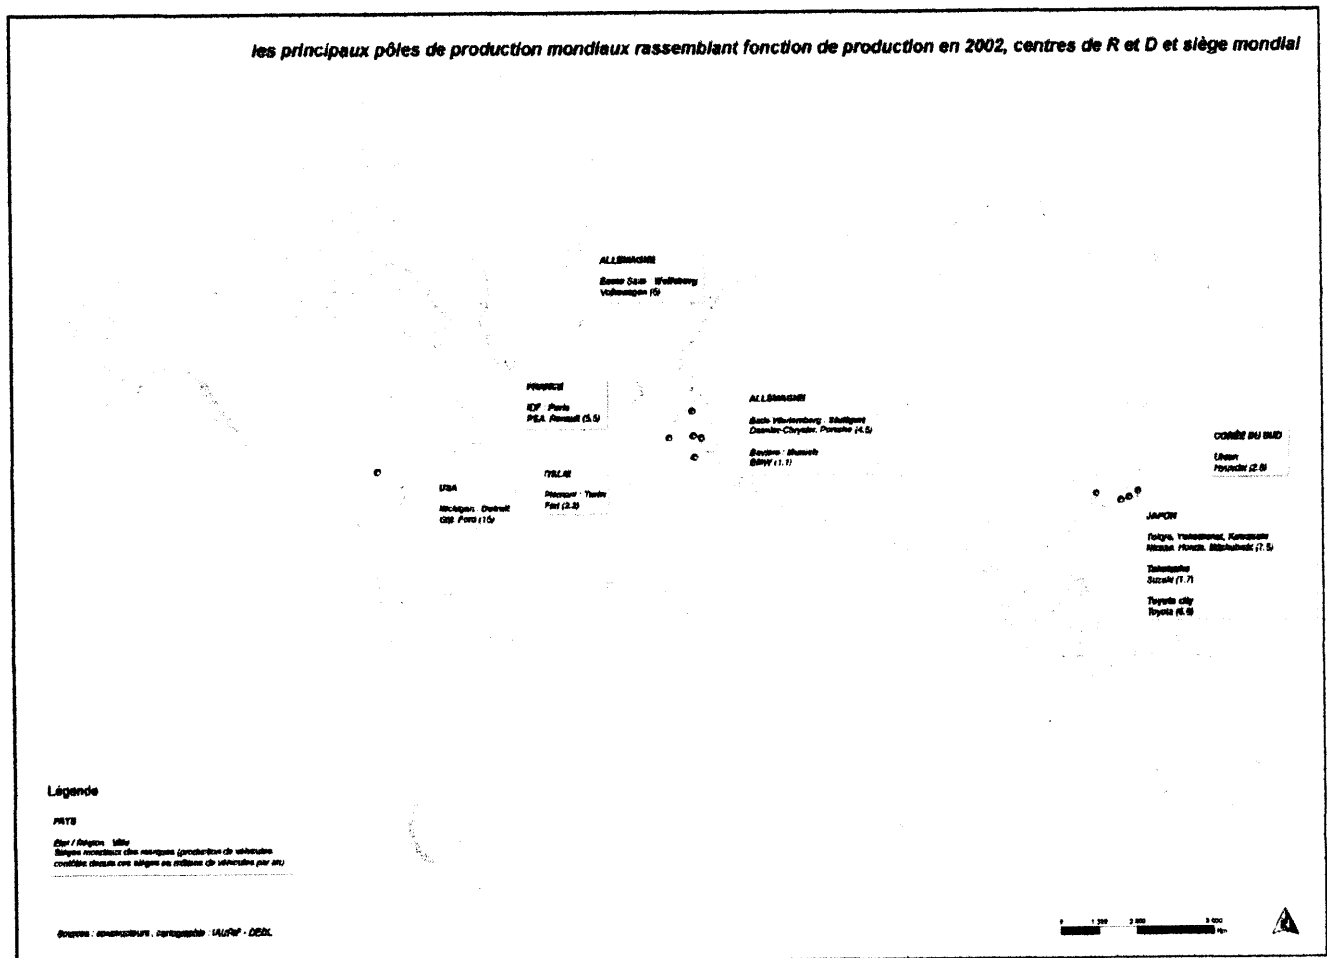 les principaux pôles de production mondiaux rassemblant fonction de production en 2002, centres de R et D et siège mondial
ALLEMAGNE
Basse Saxe : Wolfsburg
Volkswagen (5)
FRANCE
IDF : Paris
PSA, Renault (5.5)
ALLEMAGNE
Bade Wurtemberg : Stuttgart
Daimler-Chrysler, Porsche (4.5)
Bavière : Munich
BMW (1.1)
CORÉE DU SUD
Ulsan
Hyundai (2.8)
USA
Michigan : Detroit
GM, Ford (15)
ITALIE
Piémont : Turin
Fiat (2.2)
JAPON
Tokyo, Yokohama, Kawasaki
Nissan, Honda, Mitsubishi (7.5)
Suzuki (1.7)
Toyota city
Toyota (6.6)
Légende
PAYS
Etat / Région : Ville
Sièges mondiaux des marques (production de véhicules
contôlés depuis ces sièges en millions de véhicules par an)
Sources : constructeurs ; cartographie : IAURIF - DEDL
0
Km